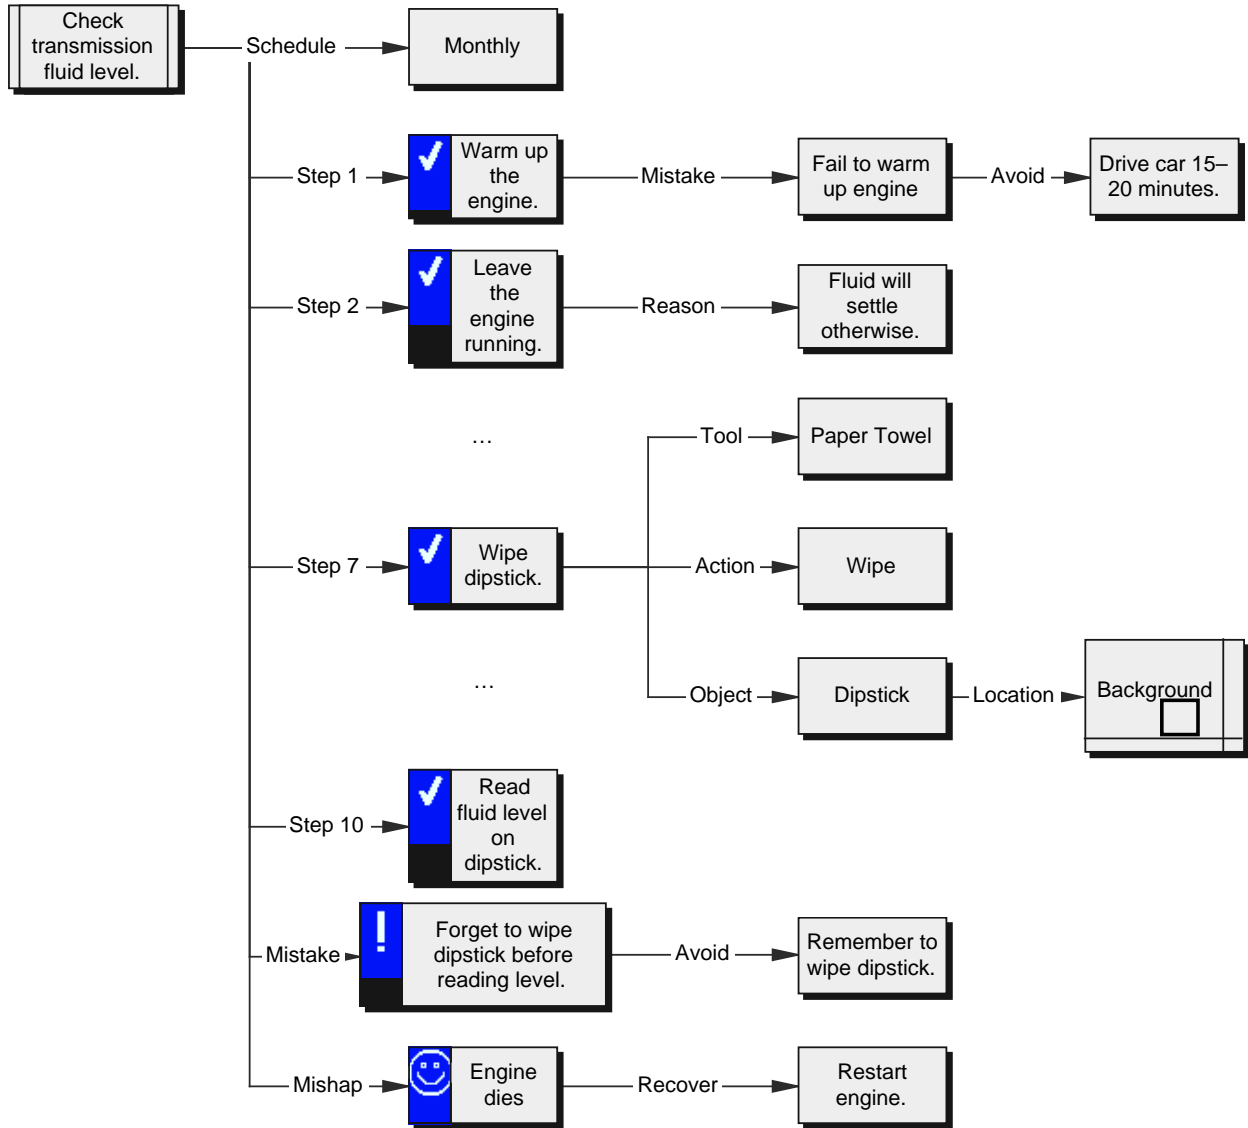 Check
transmission
fluid level.
Schedule
Monthly
Step 1
Warm up
the
engine.
Mistake
Fail to warm
up engine
Avoid
Drive car 15–
20 minutes.
Step 2
Leave
the
engine
running.
Reason
Fluid will
settle
otherwise.
…
Tool
Paper Towel
Step 7
Wipe
dipstick.
Action
Wipe
…
Object
Dipstick
Location
Background
Step 10
Read
fluid level
on
dipstick.
Mistake
!
Forget to wipe
dipstick before
reading level.
Avoid
Remember to
wipe dipstick.
Mishap
Engine
dies
Recover
Restart
engine.